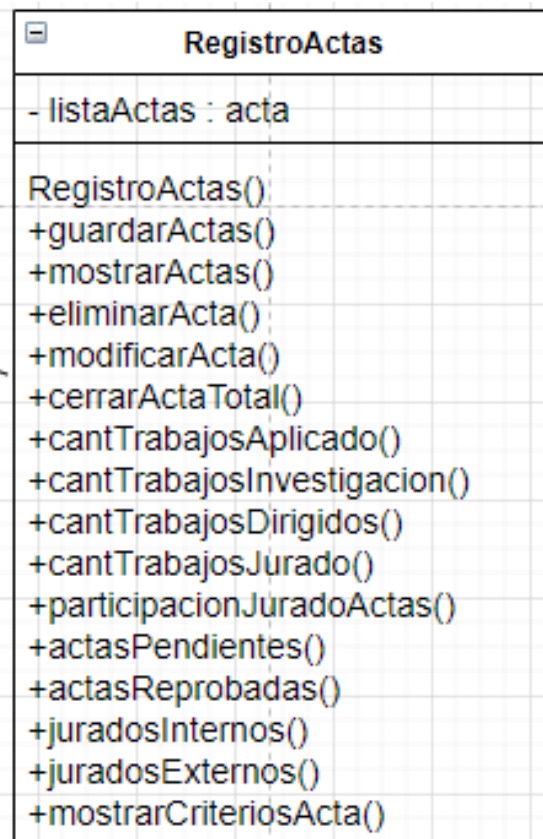 RegistroActas
- listaActas : acta
RegistroActas()
+guardarActas()
+mostrarActas()
+eliminarActa()
+modificarActa()
+cerrarActaTotal()
+cantTrabajosAplicado()
+cantTrabajosInvestigacion()
+cantTrabajosDirigidos()
+cantTrabajosJurado()
+participacionJuradoActas()
+actasPendientes()
+actasReprobadas()
+juradosInternos()
+juradosExternos()
+mostrarCriteriosActa()